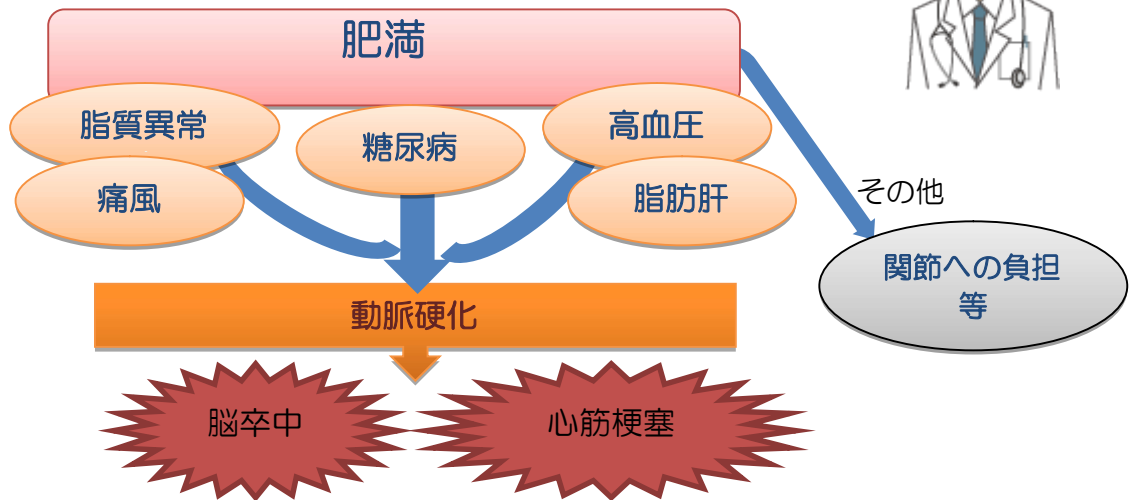 肥満
脂質異常
糖尿病
高血圧
痛風
脂肪肝
その他
関節への負担
等
動脈硬化
脳卒中
心筋梗塞